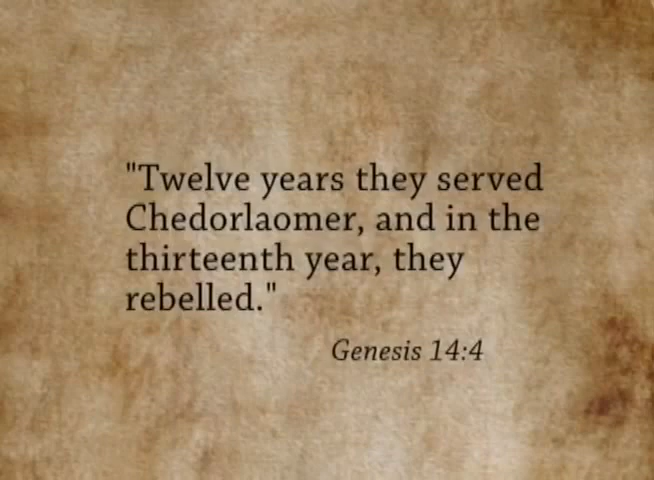 "Twelve years they served
Chedorlaomer, and in the
thirteenth year, they
rebelled."
Genesis 14:4